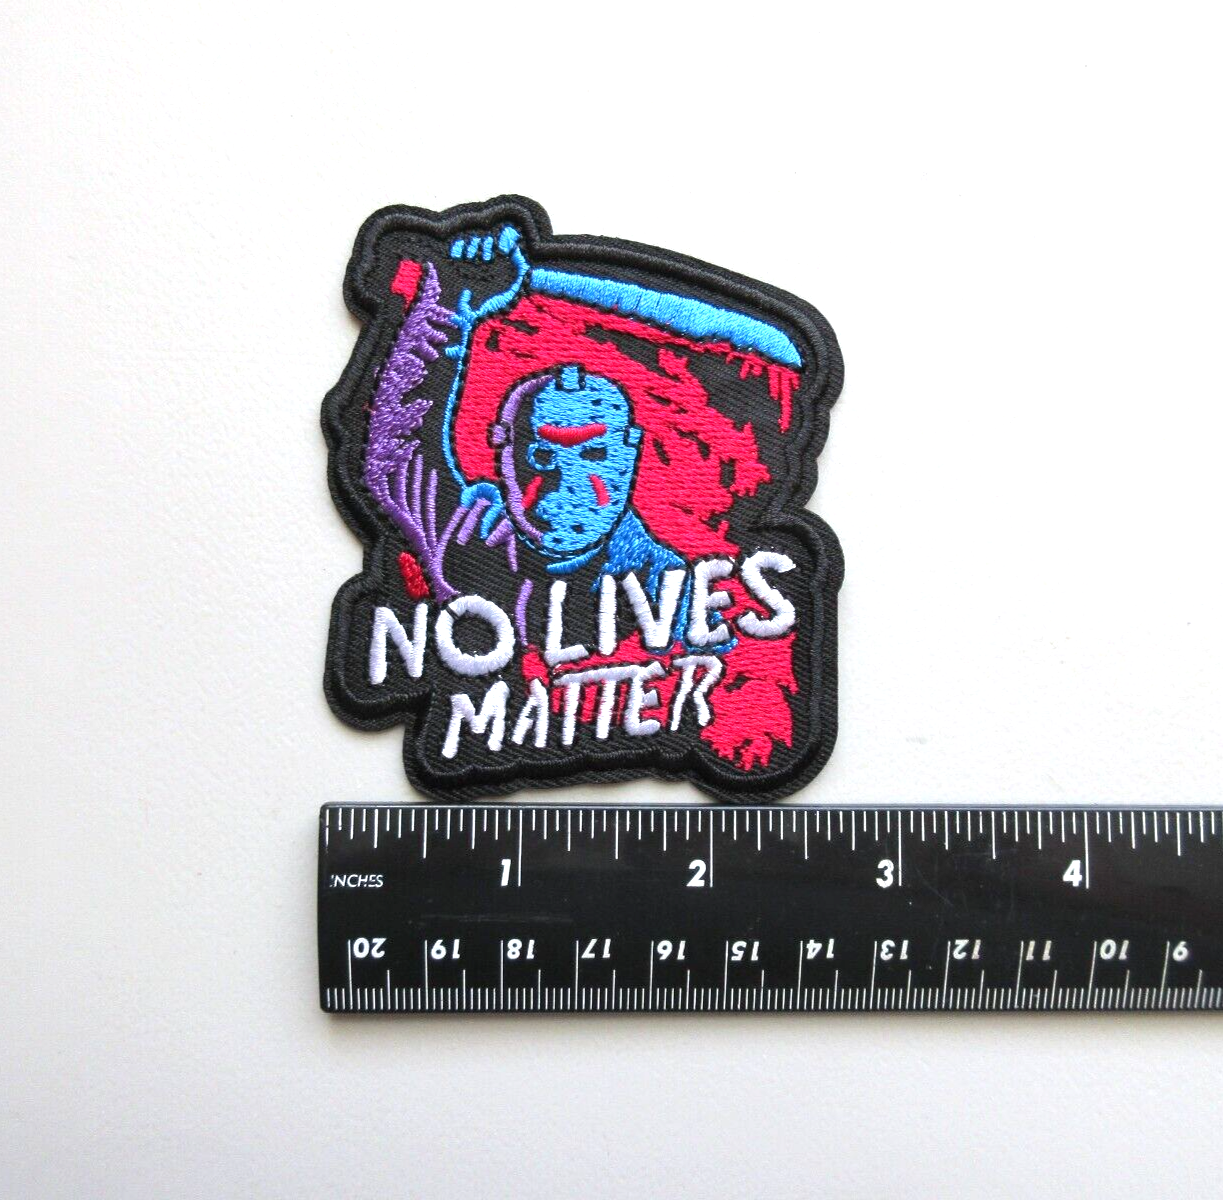 NO LIVES
MATTER
1 2 3 4
INCHES
20 19 18 17 16 15 14 13 12 11 10 9